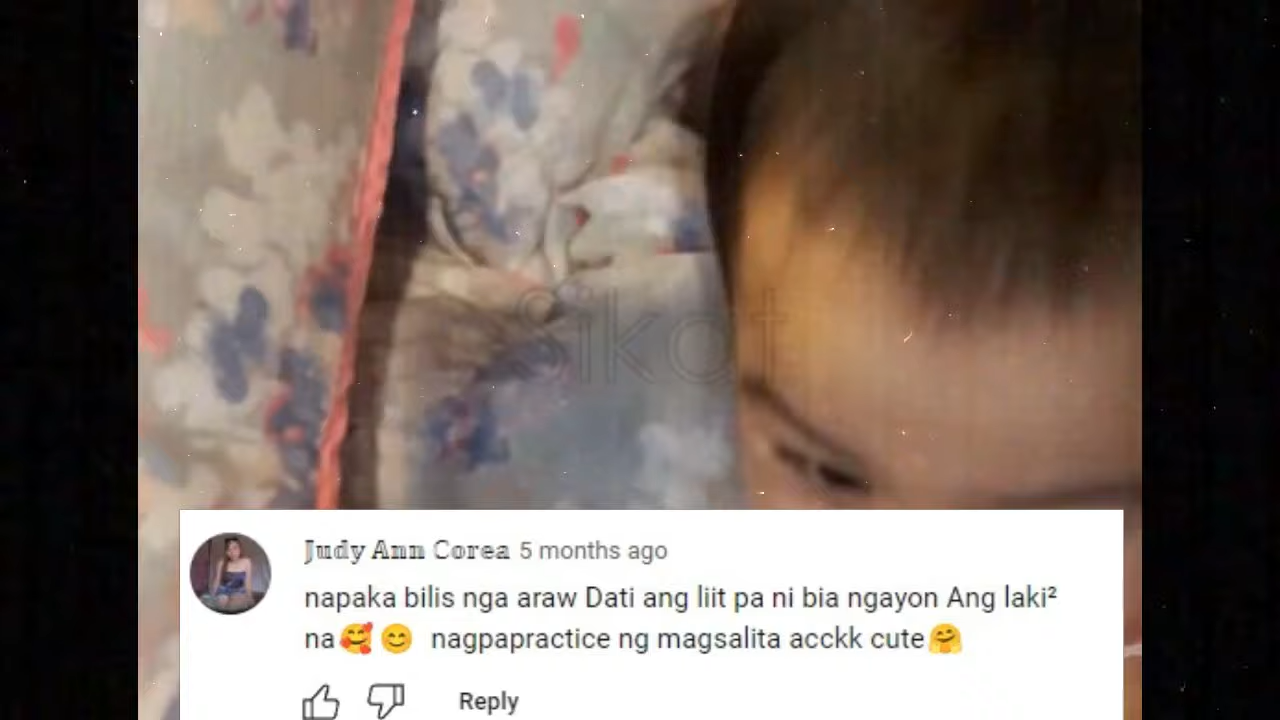 Sikat
𝕁𝕦𝕕𝕪 𝔸𝕟𝕟 ℂ𝕠𝕣𝕖𝕒 5 months ago
napaka bilis nga araw Dati ang liit pa ni bia ngayon Ang laki²
na🥰😊 nagpapractice ng magsalita acckk cute🤗
Reply